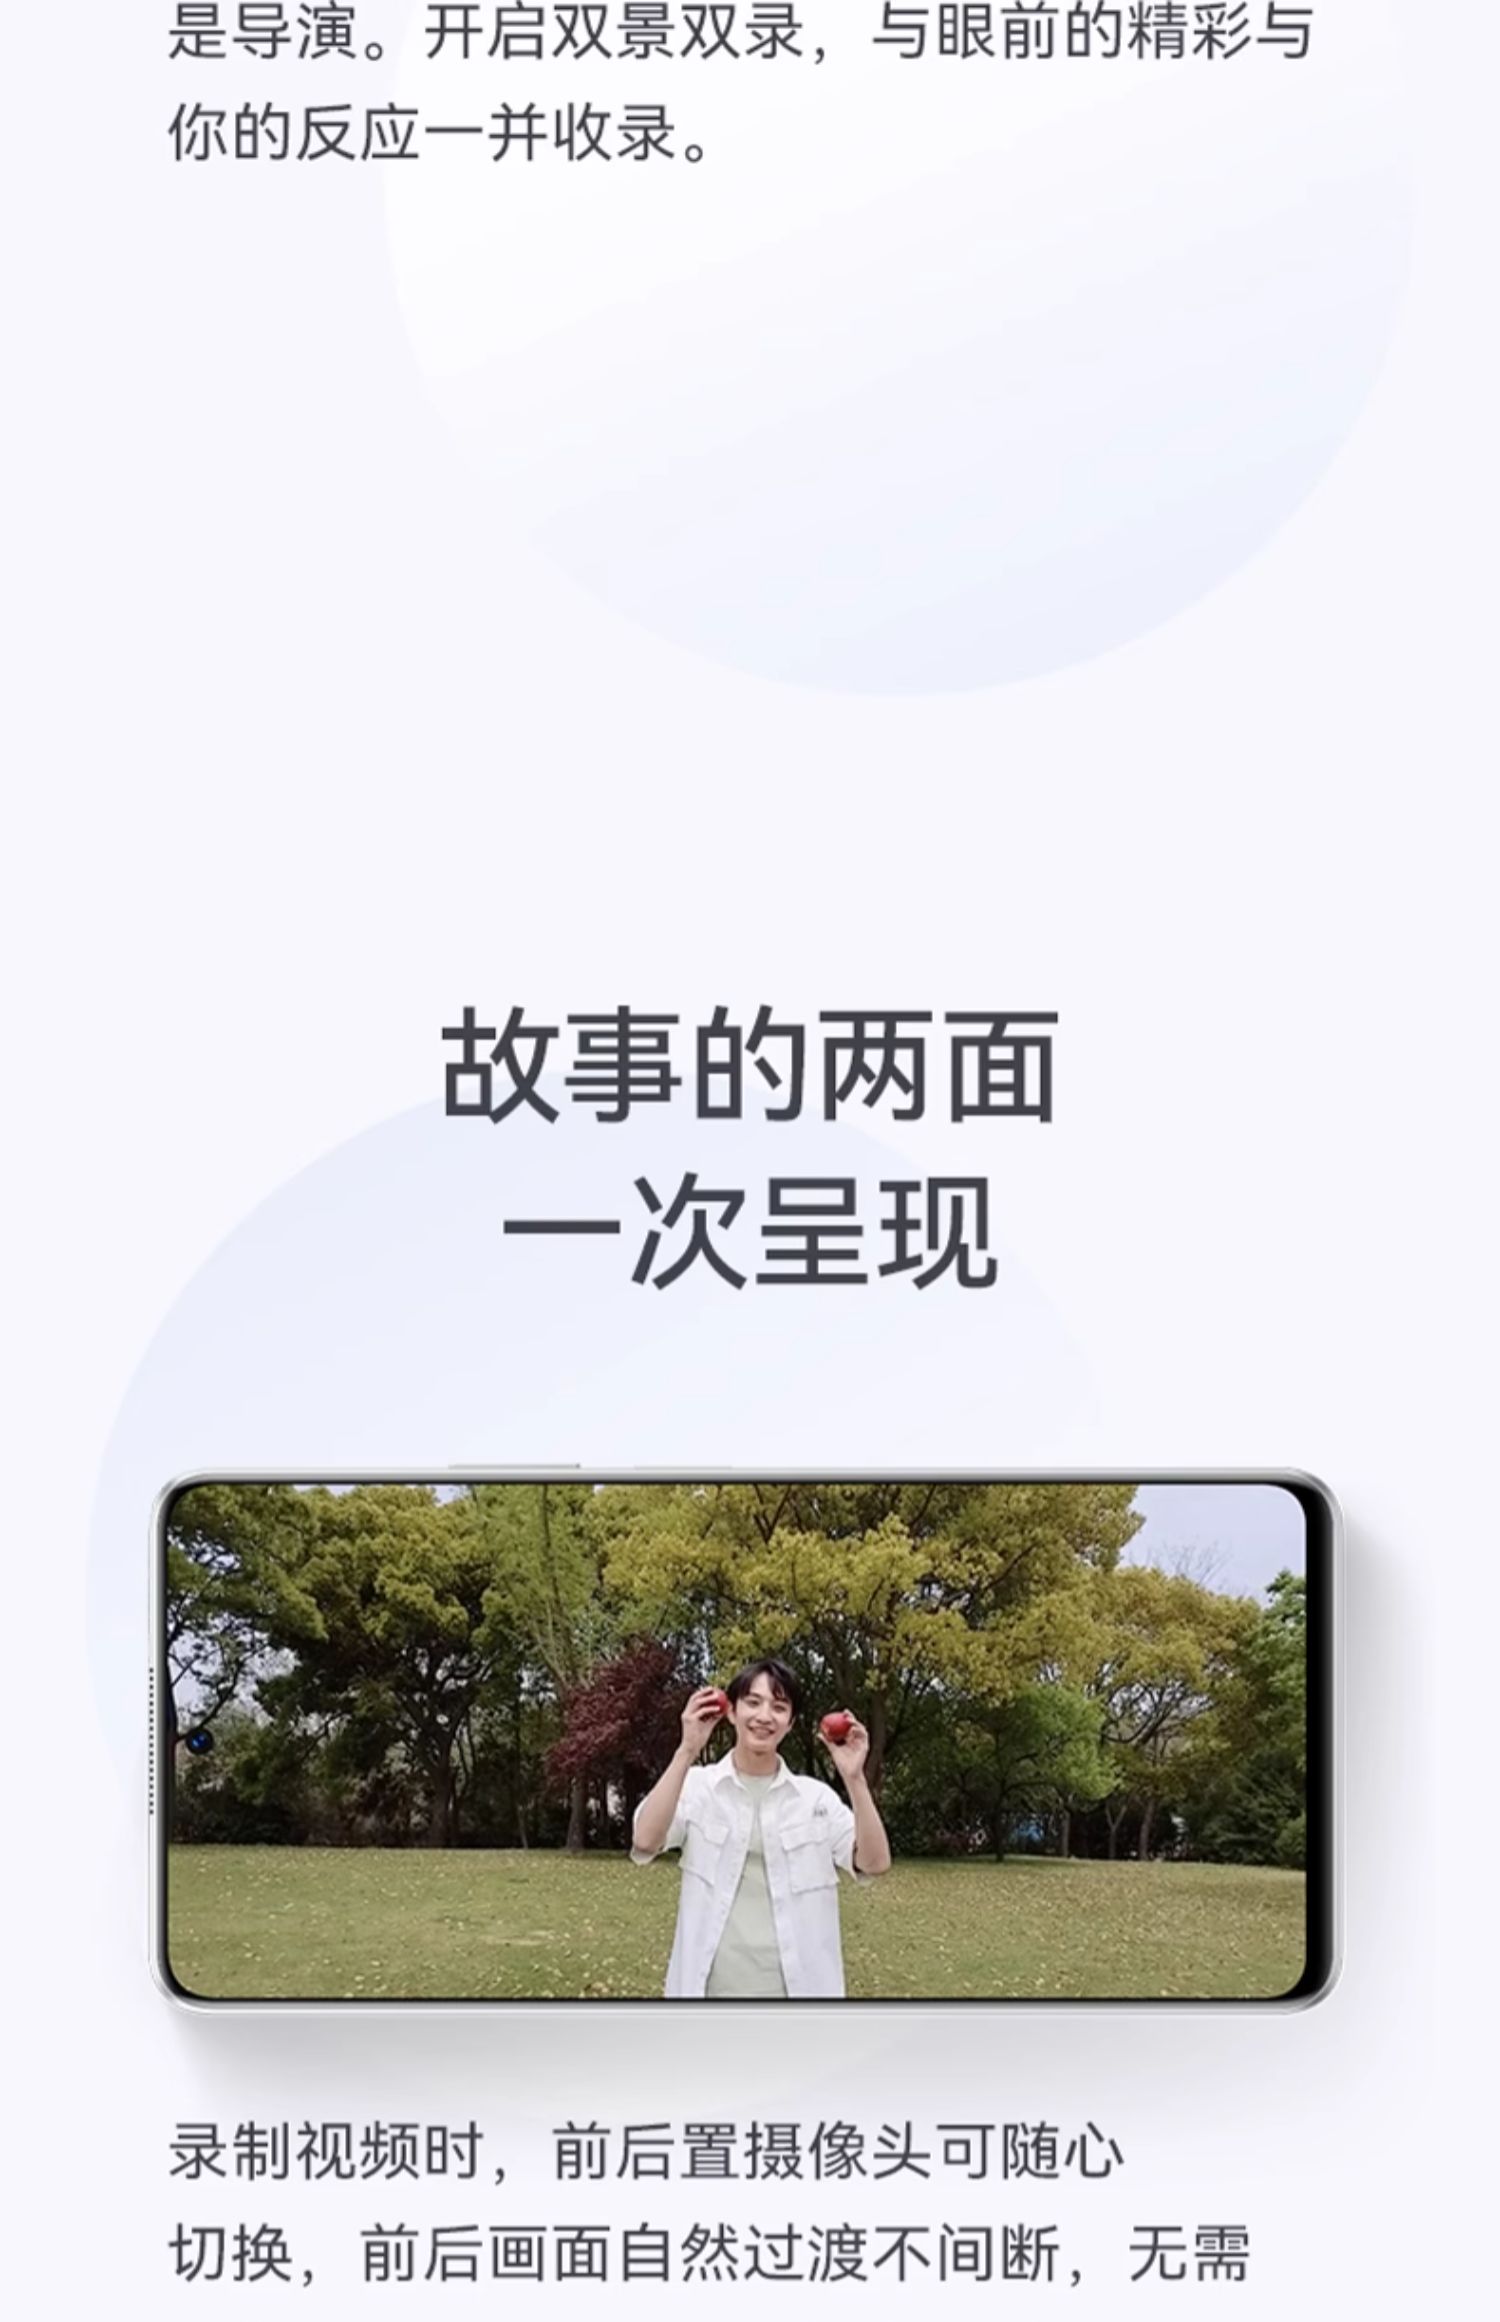 是导演。开启双景双录，与眼前的精彩与
你的反应一并收录。
故事的两面
一次呈现
录制视频时，前后置摄像头可随心
切换，前后画面自然过渡不间断，无需